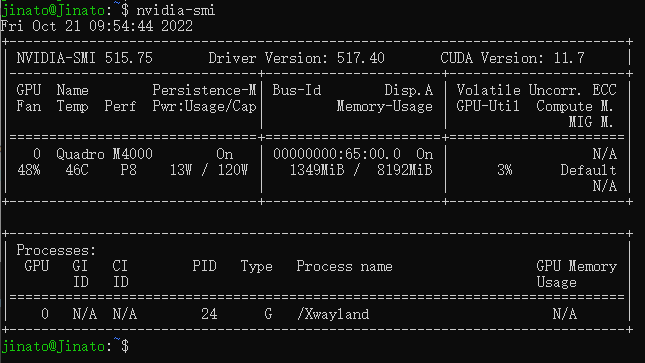 jinato@Jinato:~$ nvidia-smi
Fri Oct 21 09:54:44 2022
+-----------------------------------------------------------------------------+
| NVIDIA-SMI 515.75       Driver Version: 517.40       CUDA Version: 11.7     |
|-------------------------------+----------------------+----------------------+
| GPU  Name        Persistence-M| Bus-Id        Disp.A | Volatile Uncorr. ECC |
| Fan  Temp  Perf  Pwr:Usage/Cap|         Memory-Usage | GPU-Util  Compute M. |
|                               |                      |               MIG M. |
|===============================+======================+======================|
|   0  Quadro M4000        On   | 00000000:65:00.0  On |                  N/A |
| 48%   46C    P8    13W / 120W |   1349MiB /  8192MiB |      3%      Default |
|                               |                      |                  N/A |
+-------------------------------+----------------------+----------------------+

+-----------------------------------------------------------------------------+
| Processes:                                                                  |
|  GPU   GI   CI        PID   Type   Process name                  GPU Memory |
|        ID   ID                                                   Usage      |
|=============================================================================|
|    0   N/A  N/A        24      G   /Xwayland                       N/A      |
+-----------------------------------------------------------------------------+
jinato@Jinato:~$